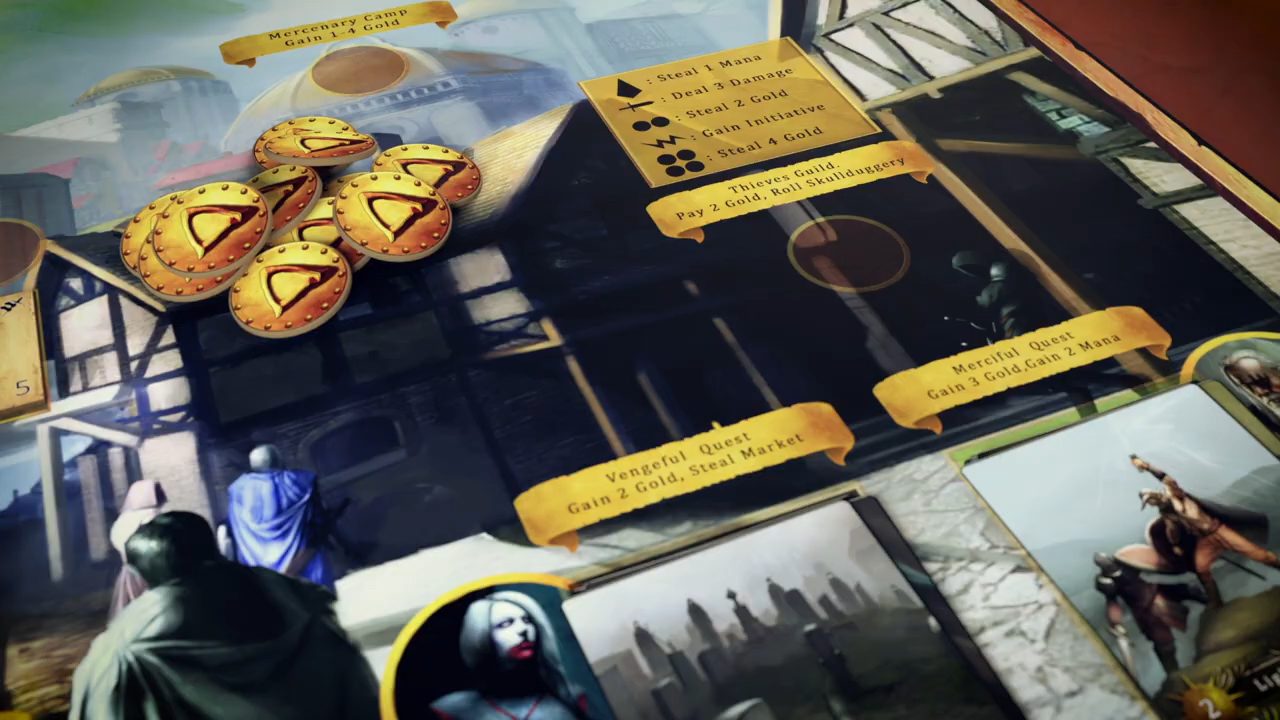 Mercenary Camp
Gain 1-4 Gold
: Steal 1 Mana
: Deal 3 Damage
: Steal 2 Gold
: Gain Initiative
: Steal 4 Gold
Thieves Guild.
Pay 2 Gold, Roll Skullduggery
Merciful Quest
Gain 3 Gold,Gain 2 Mana
Vengeful Quest
Gain 2 Gold, Steal Market
5
2